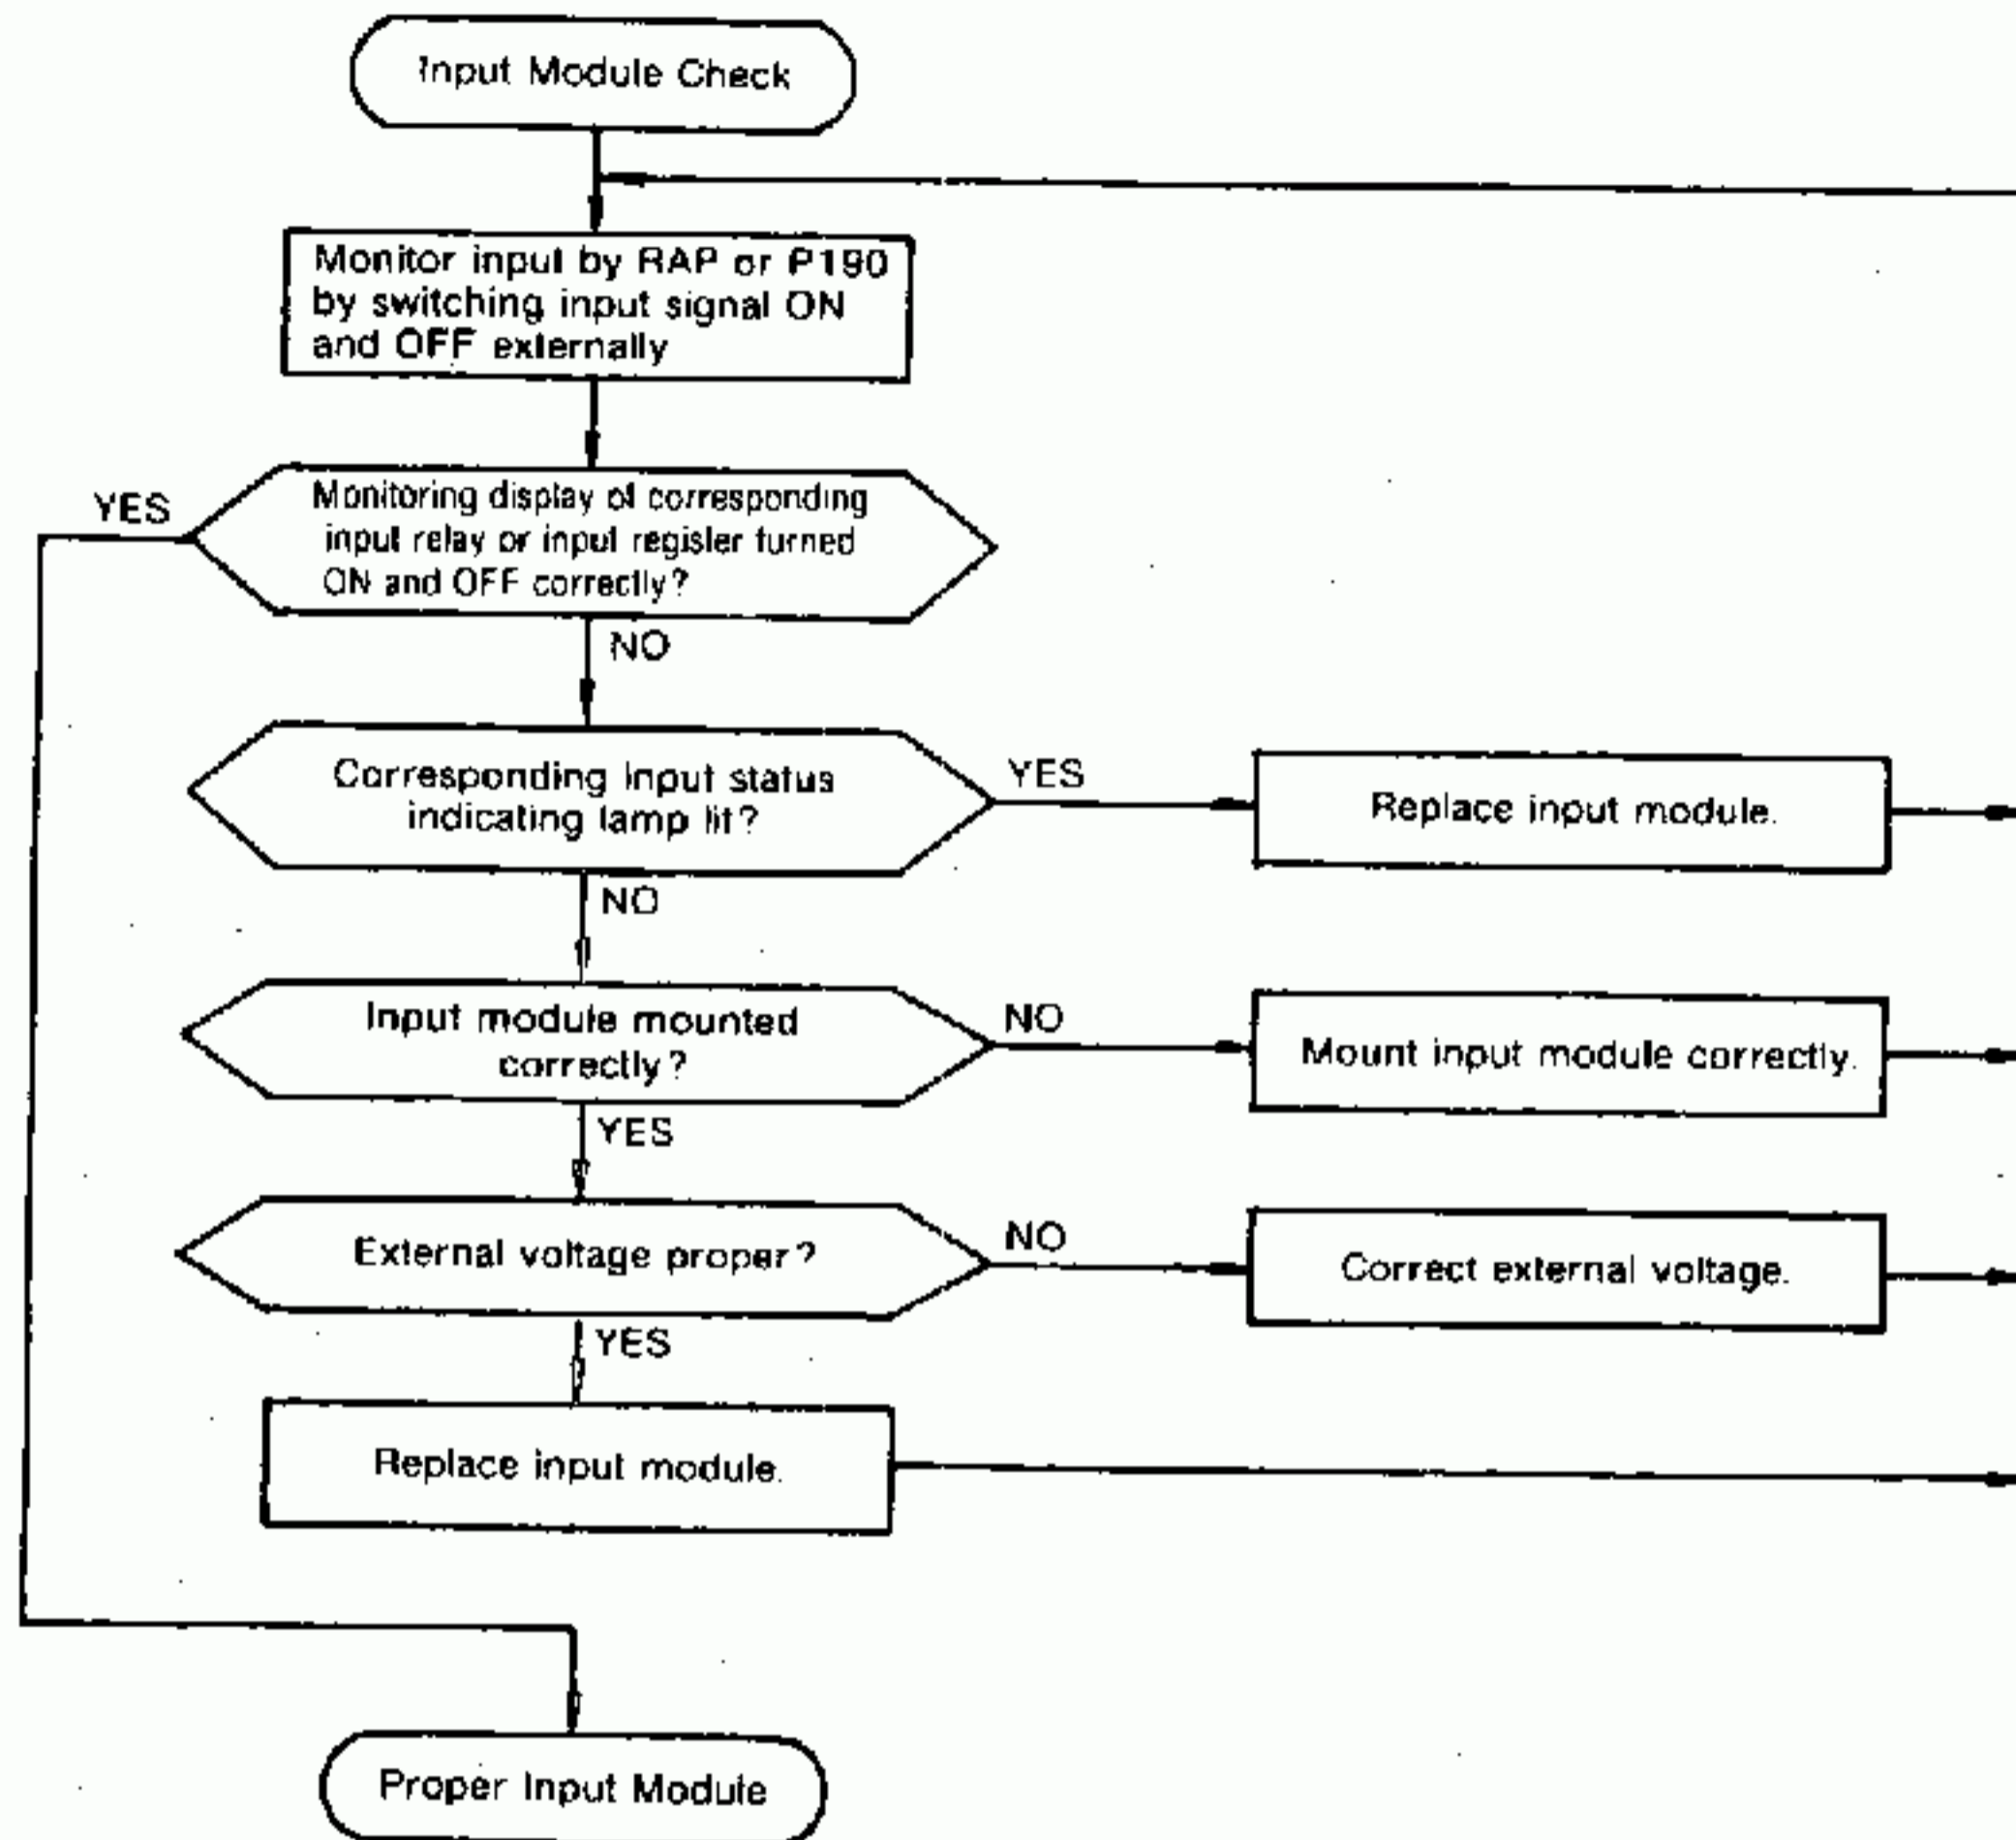 Input Module Check
Monitor input by RAP or P190
by switching input signal ON
and OFF externally
YES
Monitoring display of corresponding
input relay or input register turned
ON and OFF correctly?
NO
Corresponding input status
indicating lamp lit?
YES
Replace input module.
NO
Input module mounted
correctly?
NO
Mount input module correctly.
YES
External voltage proper?
NO
Correct external voltage.
YES
Replace input module.
Proper Input Module